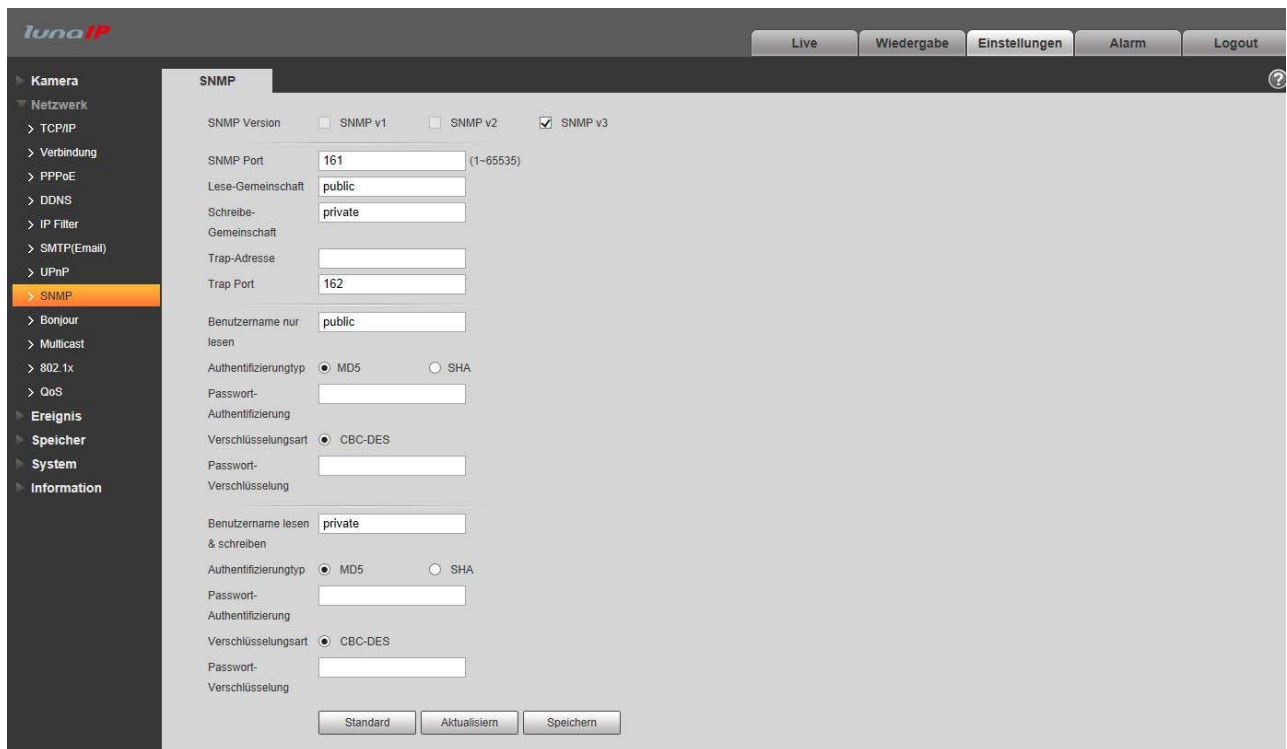 lunaIP
Live Wiedergabe Einstellungen Alarm Logout
Kamera
Netzwerk
> TCP/IP
> Verbindung
> PPPoE
> DDNS
> IP Filter
> SMTP(Email)
> UPnP
> SNMP
> Bonjour
> Multicast
> 802.1x
> QoS
Ereignis
Speicher
System
Information
SNMP
?
SNMP Version SNMP v1 SNMP v2 SNMP v3
SNMP Port 161 (1~65535)
Lese-Gemeinschaft public
Schreibe- private
Gemeinschaft
Trap-Adresse
Trap Port 162
Benutzername nur public
lesen
Authentifizierungtyp MD5 SHA
Passwort-
Authentifizierung
Verschlüsselungsart CBC-DES
Passwort-
Verschlüsselung
Benutzername lesen private
& schreiben
Authentifizierungtyp MD5 SHA
Passwort-
Authentifizierung
Verschlüsselungsart CBC-DES
Passwort-
Verschlüsselung
Standard Aktualisiern Speichern